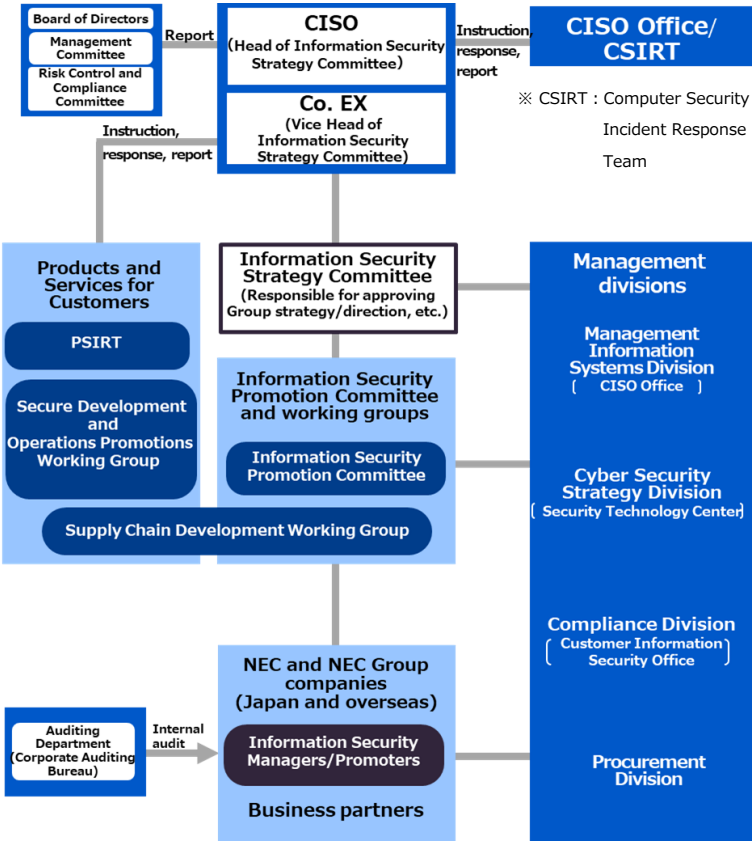 Board of Directors
Management
Committee
Risk Control and
Compliance
Committee
Report
CISO
(Head of Information Security
Strategy Committee)
Co. EX
(Vice Head of
Information Security
Strategy Committee)
Instruction,
response,
report
CISO Office/
CSIRT
※ CSIRT : Computer Security
Incident Response
Team
Instruction,
response, report
Products and
Services for
Customers
PSIRT
Secure Development
and
Operations Promotions
Working Group
Information Security
Strategy Committee
(Responsible for approving
Group strategy/direction, etc.)
Information Security
Promotion Committee
and working groups
Information Security
Promotion Committee
Supply Chain Development Working Group
Management
divisions
Management
Information
Systems Division
( CISO Office )
Cyber Security
Strategy Division
( Security Technology Center)
Compliance Division
( Customer Information
Security Office )
Procurement
Division
Auditing
Department
(Corporate Auditing
Bureau)
Internal
audit
NEC and NEC Group
companies
(Japan and overseas)
Information Security
Managers/Promoters
Business partners